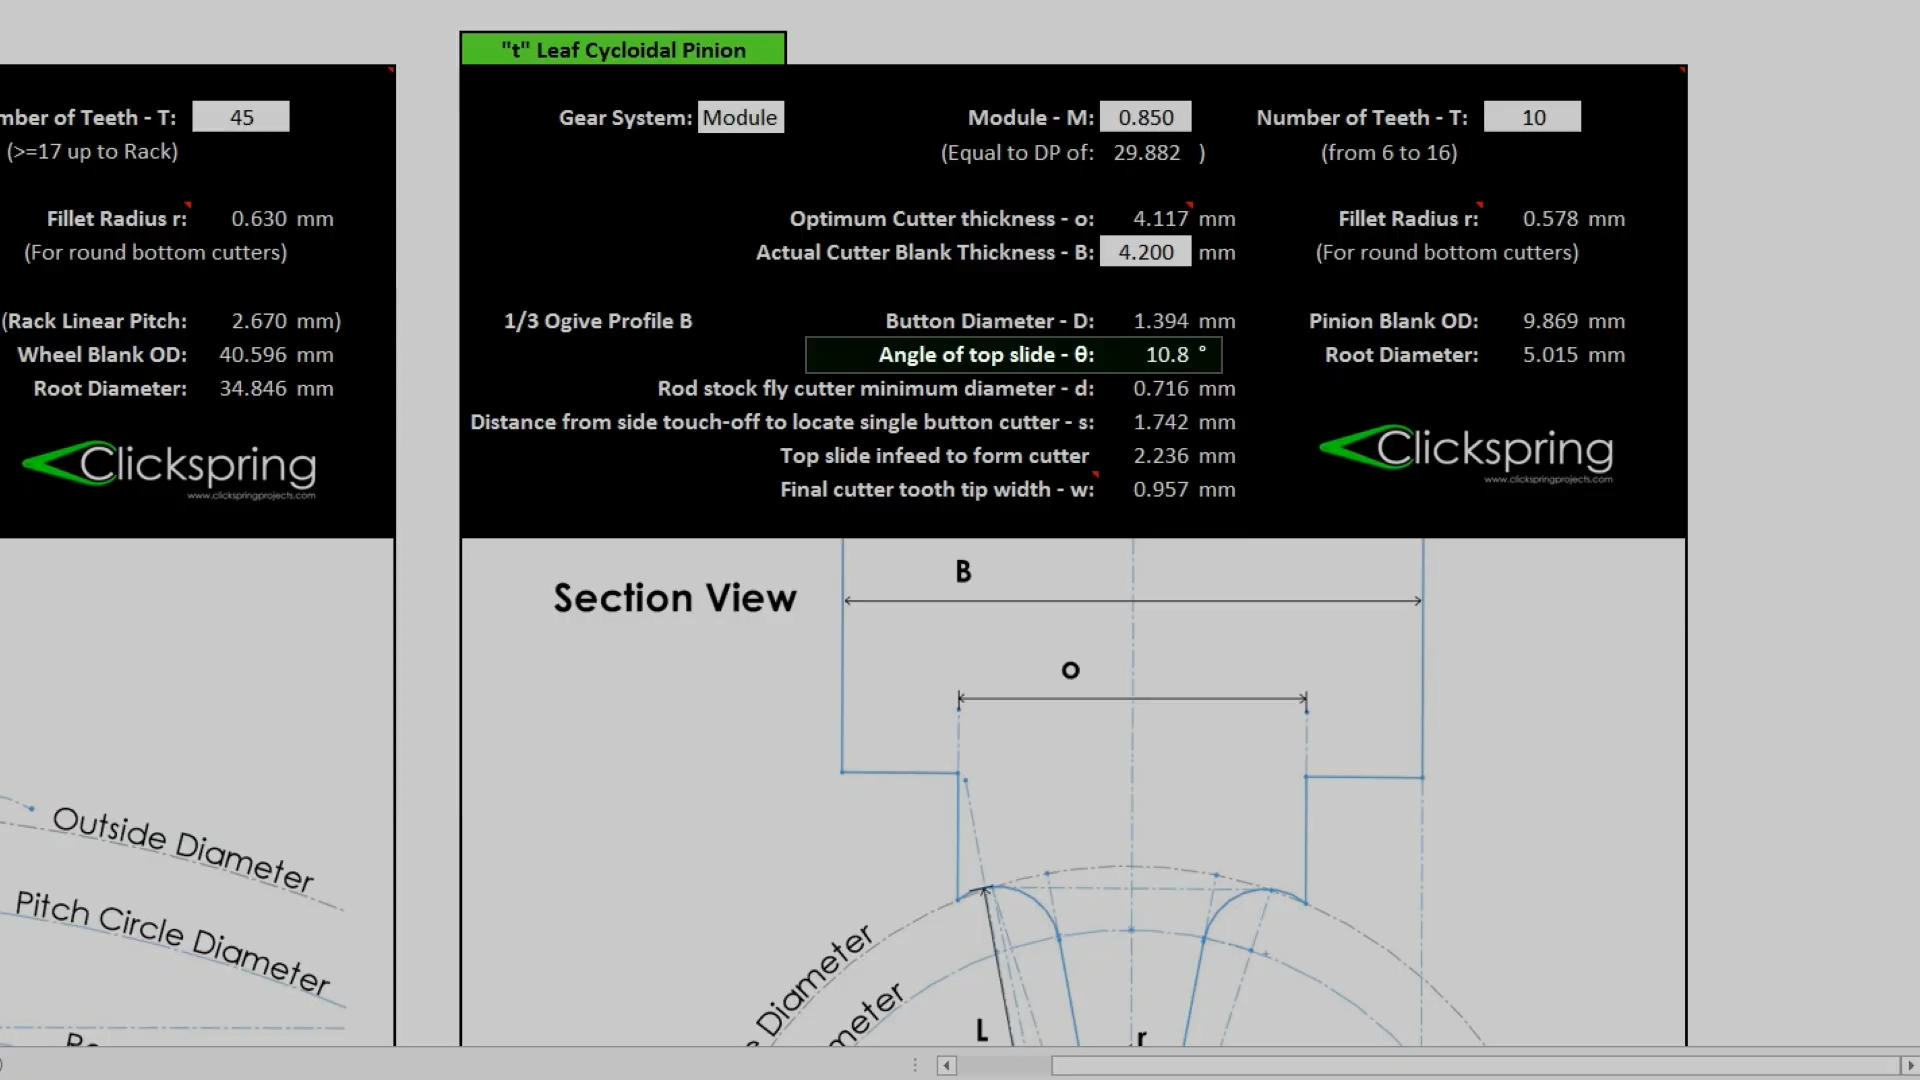 "t" Leaf Cycloidal Pinion
mber of Teeth - T: 45
(>=17 up to Rack)
Fillet Radius r: 0.630 mm
(For round bottom cutters)
(Rack Linear Pitch: 2.670 mm)
Wheel Blank OD: 40.596 mm
Root Diameter: 34.846 mm
Clickspring
www.clickspringprojects.com
Outside Diameter
Pitch Circle Diameter
Gear System: Module
Module - M: 0.850
Number of Teeth - T: 10
(Equal to DP of: 29.882 )
(from 6 to 16)
Optimum Cutter thickness - o: 4.117 mm
Fillet Radius r: 0.578 mm
Actual Cutter Blank Thickness - B: 4.200 mm
(For round bottom cutters)
1/3 Ogive Profile B
Button Diameter - D: 1.394 mm
Pinion Blank OD: 9.869 mm
Angle of top slide - θ: 10.8 °
Root Diameter: 5.015 mm
Rod stock fly cutter minimum diameter - d: 0.716 mm
Distance from side touch-off to locate single button cutter - s: 1.742 mm
Top slide infeed to form cutter 2.236 mm
Final cutter tooth tip width - w: 0.957 mm
Clickspring
www.clickspringprojects.com
Section View
B
o
Diameter
meter
L
r